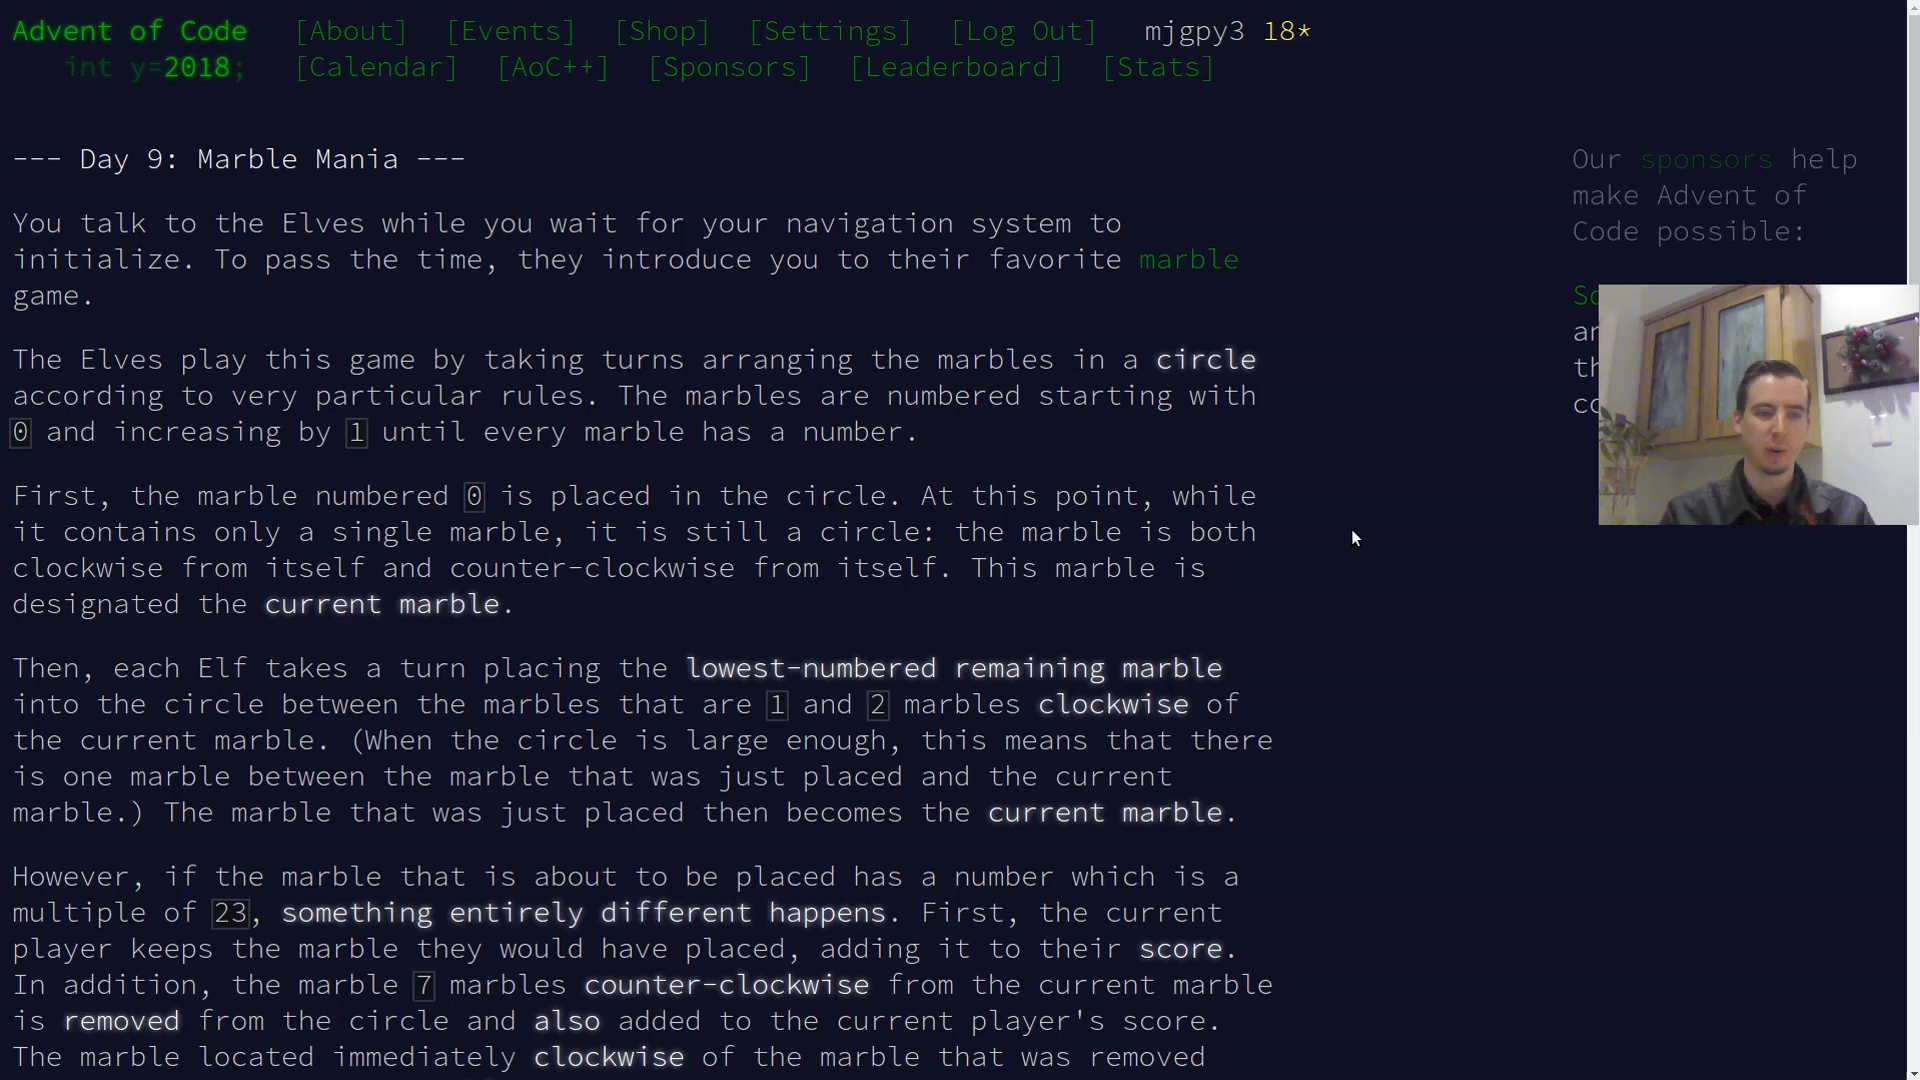 Advent of Code [About] [Events] [Shop] [Settings] [Log Out] mjgpy3 18*
int y=2018; [Calendar] [AoC++] [Sponsors] [Leaderboard] [Stats]
--- Day 9: Marble Mania ---
You talk to the Elves while you wait for your navigation system to
initialize. To pass the time, they introduce you to their favorite marble
game.
The Elves play this game by taking turns arranging the marbles in a circle
according to very particular rules. The marbles are numbered starting with
0 and increasing by 1 until every marble has a number.
First, the marble numbered 0 is placed in the circle. At this point, while
it contains only a single marble, it is still a circle: the marble is both
clockwise from itself and counter-clockwise from itself. This marble is
designated the current marble.
Then, each Elf takes a turn placing the lowest-numbered remaining marble
into the circle between the marbles that are 1 and 2 marbles clockwise of
the current marble. (When the circle is large enough, this means that there
is one marble between the marble that was just placed and the current
marble.) The marble that was just placed then becomes the current marble.
However, if the marble that is about to be placed has a number which is a
multiple of 23, something entirely different happens. First, the current
player keeps the marble they would have placed, adding it to their score.
In addition, the marble 7 marbles counter-clockwise from the current marble
is removed from the circle and also added to the current player's score.
The marble located immediately clockwise of the marble that was removed
Our sponsors help
make Advent of
Code possible: